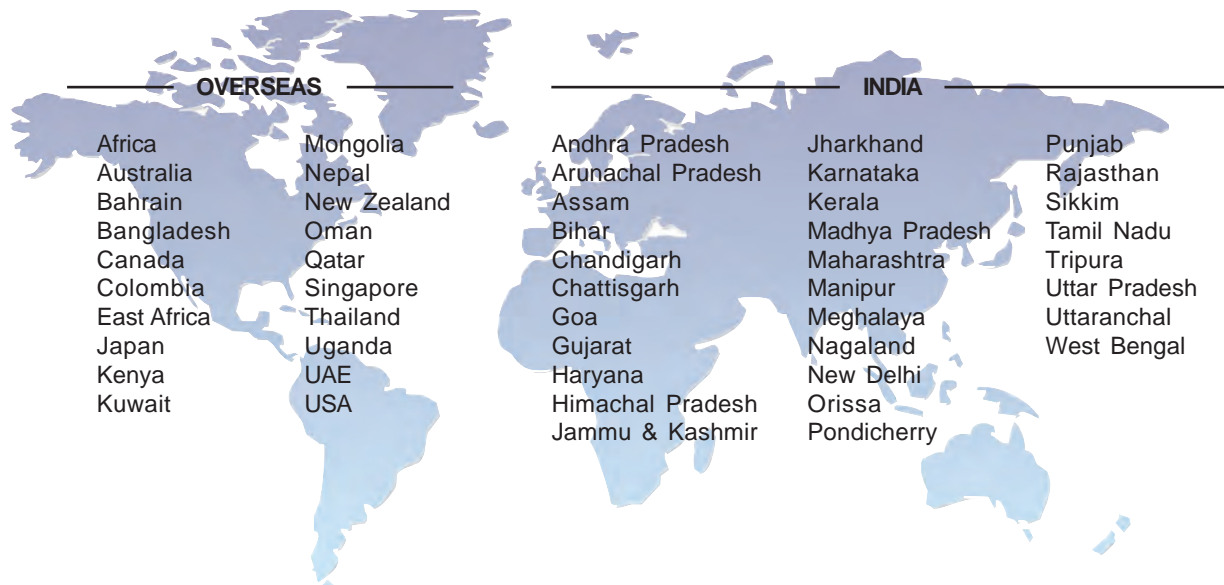 OVERSEAS
Africa
Australia
Bahrain
Bangladesh
Canada
Colombia
East Africa
Japan
Kenya
Kuwait
Mongolia
Nepal
New Zealand
Oman
Qatar
Singapore
Thailand
Uganda
UAE
USA
INDIA
Andhra Pradesh
Arunachal Pradesh
Assam
Bihar
Chandigarh
Chattisgarh
Goa
Gujarat
Haryana
Himachal Pradesh
Jammu & Kashmir
Jharkhand
Karnataka
Kerala
Madhya Pradesh
Maharashtra
Manipur
Meghalaya
Nagaland
New Delhi
Orissa
Pondicherry
Punjab
Rajasthan
Sikkim
Tamil Nadu
Tripura
Uttar Pradesh
Uttaranchal
West Bengal